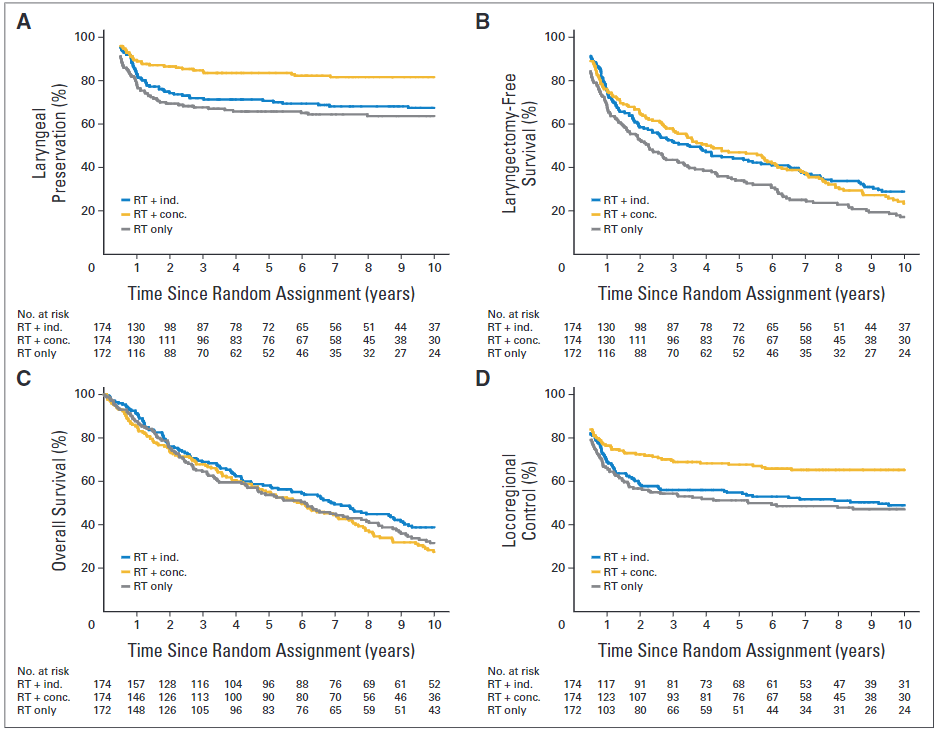 A
B
100
80
60
40
20
0
1 2 3 4 5 6 7 8 9 10
Laryngeal
Preservation (%)
RT + ind.
RT + conc.
RT only
Time Since Random Assignment (years)
No. at risk
RT + ind. 174 130 98 87 78 72 65 56 51 44 37
RT + conc. 174 130 111 96 83 76 67 58 45 38 30
RT only 172 116 88 70 62 52 46 35 32 27 24
100
80
60
40
20
0
1 2 3 4 5 6 7 8 9 10
Laryngectomy-Free
Survival (%)
RT + ind.
RT + conc.
RT only
Time Since Random Assignment (years)
No. at risk
RT + ind. 174 130 98 87 78 72 65 56 51 44 37
RT + conc. 174 130 111 96 83 76 67 58 45 38 30
RT only 172 116 88 70 62 52 46 35 32 27 24
C
D
100
80
60
40
20
0
1 2 3 4 5 6 7 8 9 10
Overall Survival (%)
RT + ind.
RT + conc.
RT only
Time Since Random Assignment (years)
No. at risk
RT + ind. 174 157 128 116 104 96 88 76 69 61 52
RT + conc. 174 146 126 113 100 90 80 70 56 46 36
RT only 172 148 126 105 96 83 76 65 59 51 43
100
80
60
40
20
0
1 2 3 4 5 6 7 8 9 10
Locoregional
Control (%)
RT + ind.
RT + conc.
RT only
Time Since Random Assignment (years)
No. at risk
RT + ind. 174 117 91 81 73 68 61 53 47 39 31
RT + conc. 174 123 107 93 81 76 67 58 45 38 30
RT only 172 103 80 66 59 51 44 34 31 26 24